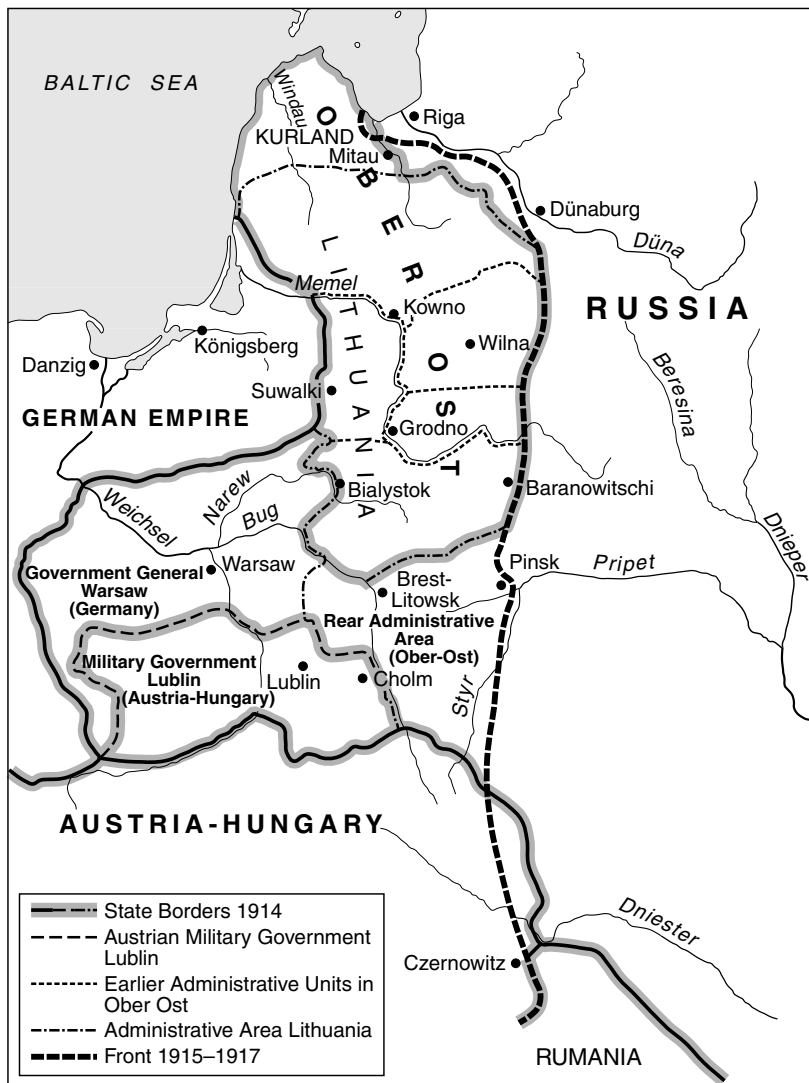 BALTIC SEA
Windau
OBER OST
KURLAND
Riga
Mitau
Dünaburg
Düna
LITHUANIA
Memel
Kowno
RUSSIA
Königsberg
Wilna
Danzig
Beresina
Suwalki
GERMAN EMPIRE
Grodno
Bialystok
Baranowitschi
Narew
Weichsel
Bug
Dnieper
Warsaw
Pinsk
Pripet
Government General
Warsaw
(Germany)
Brest-
Litowsk
Rear Administrative
Area
(Ober-Ost)
Military Government
Lublin
(Austria-Hungary)
Lublin
Cholm
Styr
AUSTRIA-HUNGARY
Dniester
Czernowitz
RUMANIA
State Borders 1914
Austrian Military Government
Lublin
Earlier Administrative Units in
Ober Ost
Administrative Area Lithuania
Front 1915–1917